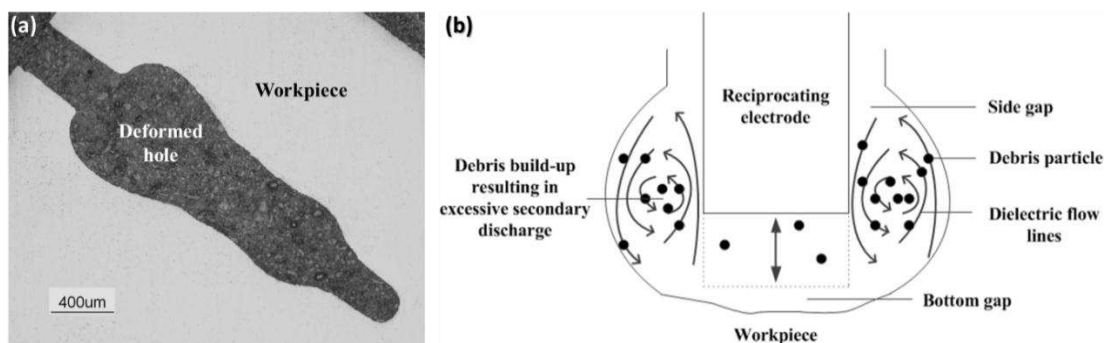 (a)
Workpiece
Deformed
hole
400um
(b)
Reciprocating
electrode
Side gap
Debris particle
Debris build-up
resulting in
excessive secondary
discharge
Dielectric flow
lines
Bottom gap
Workpiece